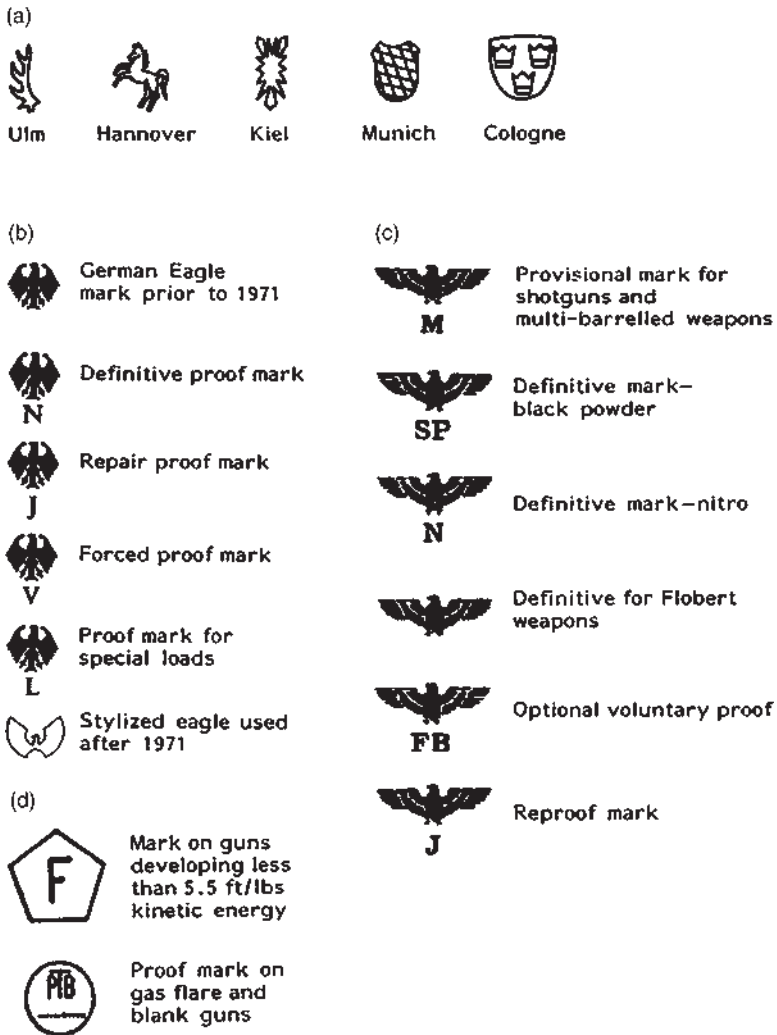 (a)
Ulm
Hannover
Kiel
Munich
Cologne
(b)
German Eagle
mark prior to 1971
N
Definitive proof mark
J
Repair proof mark
V
Forced proof mark
L
Proof mark for
special loads
Stylized eagle used
after 1971
(c)
M
Provisional mark for
shotguns and
multi-barrelled weapons
SP
Definitive mark–
black powder
N
Definitive mark–nitro
Definitive for Flobert
weapons
FB
Optional voluntary proof
J
Reproof mark
(d)
F
Mark on guns
developing less
than 5.5 ft/lbs
kinetic energy
PTB
Proof mark on
gas flare and
blank guns